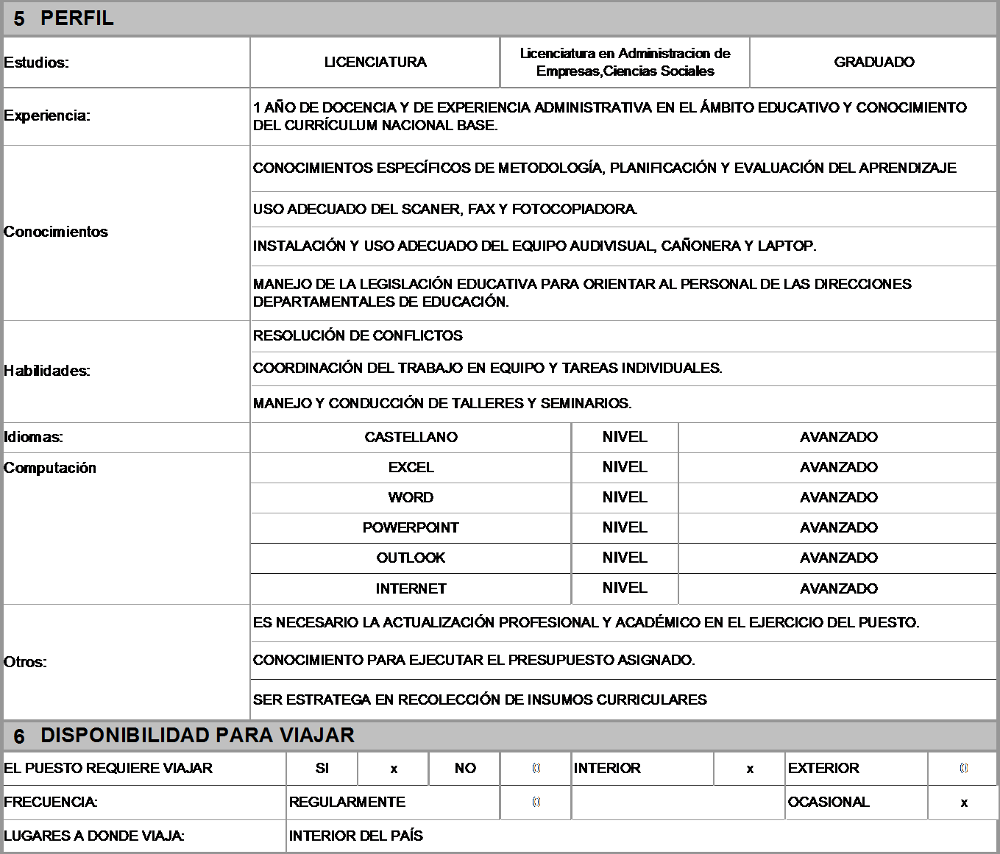 5 PERFIL
Estudios: LICENCIATURA Licenciatura en Administracion de Empresas,Ciencias Sociales GRADUADO
Experiencia: 1 AÑO DE DOCENCIA Y DE EXPERIENCIA ADMINISTRATIVA EN EL ÁMBITO EDUCATIVO Y CONOCIMIENTO
DEL CURRÍCULUM NACIONAL BASE.
Conocimientos
CONOCIMIENTOS ESPECÍFICOS DE METODOLOGÍA, PLANIFICACIÓN Y EVALUACIÓN DEL APRENDIZAJE
USO ADECUADO DEL SCANER, FAX Y FOTOCOPIADORA.
INSTALACIÓN Y USO ADECUADO DEL EQUIPO AUDIVISUAL, CAÑONERA Y LAPTOP.
MANEJO DE LA LEGISLACIÓN EDUCATIVA PARA ORIENTAR AL PERSONAL DE LAS DIRECCIONES
DEPARTAMENTALES DE EDUCACIÓN.
Habilidades:
RESOLUCIÓN DE CONFLICTOS
COORDINACIÓN DEL TRABAJO EN EQUIPO Y TAREAS INDIVIDUALES.
MANEJO Y CONDUCCIÓN DE TALLERES Y SEMINARIOS.
Idiomas: CASTELLANO NIVEL AVANZADO
Computación EXCEL NIVEL AVANZADO
WORD NIVEL AVANZADO
POWERPOINT NIVEL AVANZADO
OUTLOOK NIVEL AVANZADO
INTERNET NIVEL AVANZADO
Otros:
ES NECESARIO LA ACTUALIZACIÓN PROFESIONAL Y ACADÉMICO EN EL EJERCICIO DEL PUESTO.
CONOCIMIENTO PARA EJECUTAR EL PRESUPUESTO ASIGNADO.
SER ESTRATEGA EN RECOLECCIÓN DE INSUMOS CURRICULARES
6 DISPONIBILIDAD PARA VIAJAR
EL PUESTO REQUIERE VIAJAR SI x NO 0 INTERIOR x EXTERIOR 0
FRECUENCIA: REGULARMENTE 0 OCASIONAL x
LUGARES A DONDE VIAJA: INTERIOR DEL PAÍS